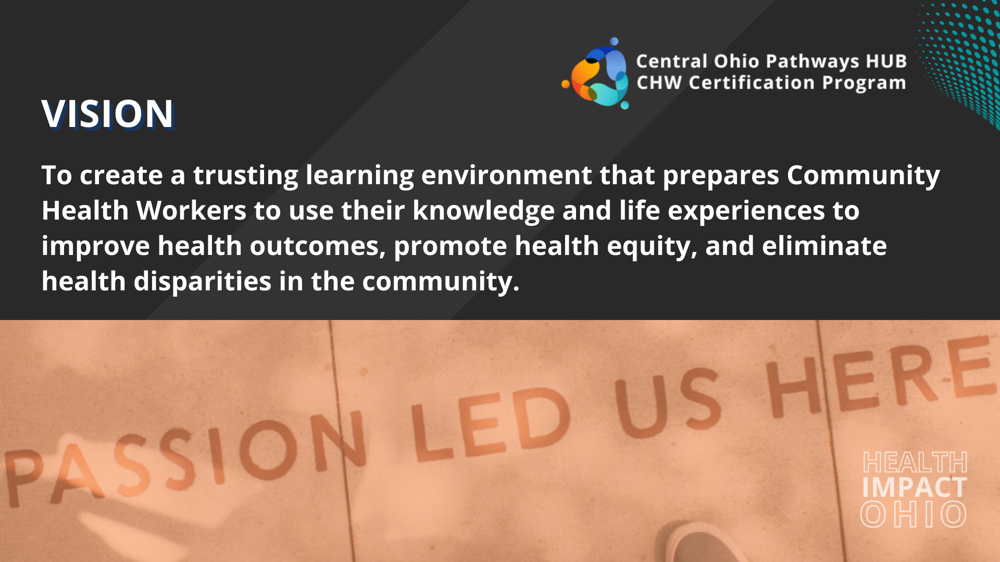 Central Ohio Pathways HUB
CHW Certification Program
VISION
To create a trusting learning environment that prepares Community
Health Workers to use their knowledge and life experiences to
improve health outcomes, promote health equity, and eliminate
health disparities in the community.
PASSION LED US HERE
HEALTH
IMPACT
OHIO